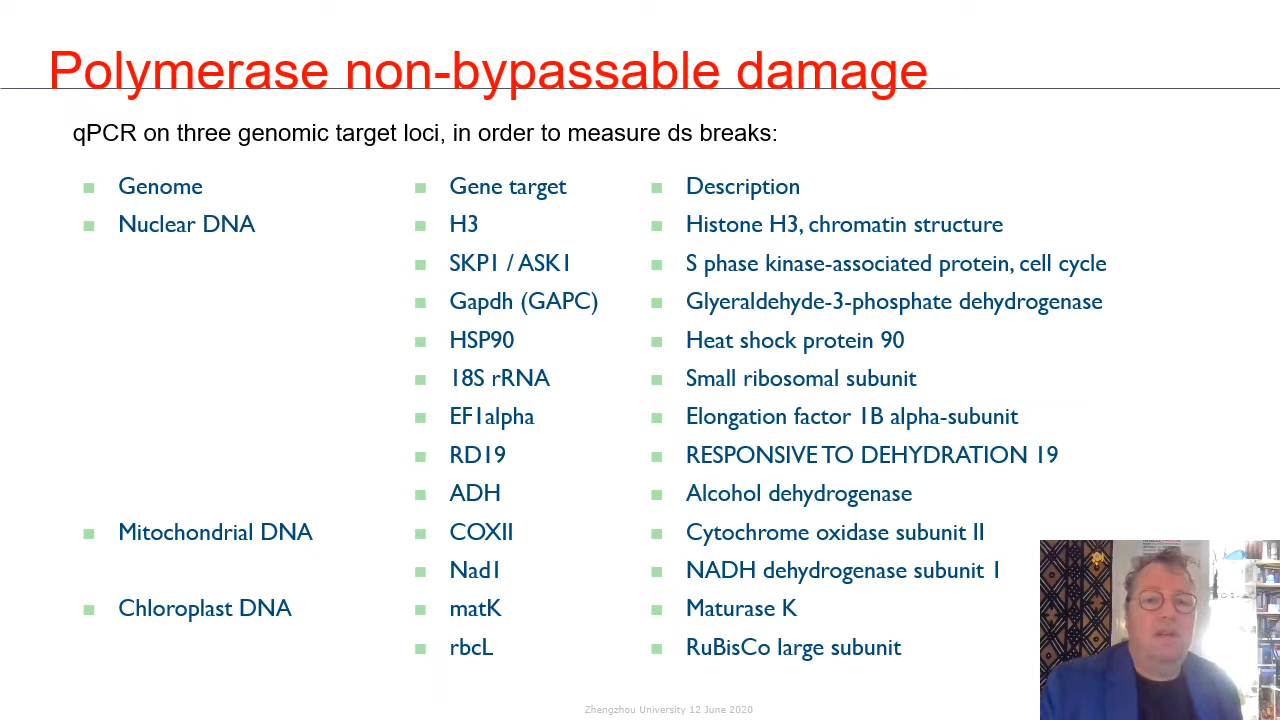 Polymerase non-bypassable damage
qPCR on three genomic target loci, in order to measure ds breaks:
Genome Gene target Description
Nuclear DNA H3 Histone H3, chromatin structure
SKP1 / ASK1 S phase kinase-associated protein, cell cycle
Gapdh (GAPC) Glyeraldehyde-3-phosphate dehydrogenase
HSP90 Heat shock protein 90
18S rRNA Small ribosomal subunit
EF1alpha Elongation factor 1B alpha-subunit
RD19 RESPONSIVE TO DEHYDRATION 19
ADH Alcohol dehydrogenase
Mitochondrial DNA COXII Cytochrome oxidase subunit II
Nad1 NADH dehydrogenase subunit 1
Chloroplast DNA matK Maturase K
rbcL RuBisCo large subunit
Zhengzhou University 12 June 2020